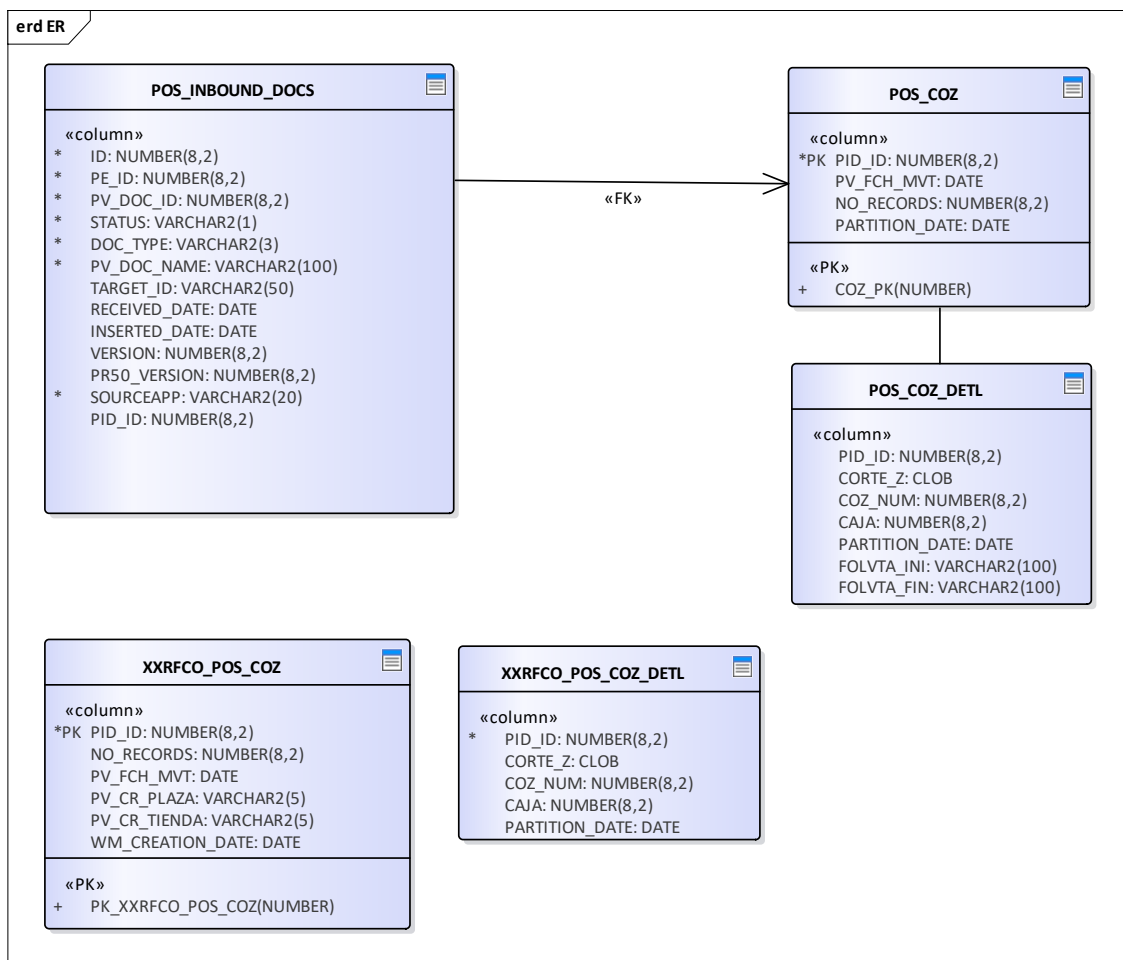 erd ER
POS_INBOUND_DOCS
«column»
* ID: NUMBER(8,2)
* PE_ID: NUMBER(8,2)
* PV_DOC_ID: NUMBER(8,2)
* STATUS: VARCHAR2(1)
* DOC_TYPE: VARCHAR2(3)
* PV_DOC_NAME: VARCHAR2(100)
TARGET_ID: VARCHAR2(50)
RECEIVED_DATE: DATE
INSERTED_DATE: DATE
VERSION: NUMBER(8,2)
PR50_VERSION: NUMBER(8,2)
* SOURCEAPP: VARCHAR2(20)
PID_ID: NUMBER(8,2)
«FK»
POS_COZ
«column»
*PK PID_ID: NUMBER(8,2)
PV_FCH_MVT: DATE
NO_RECORDS: NUMBER(8,2)
PARTITION_DATE: DATE
«PK»
+ COZ_PK(NUMBER)
POS_COZ_DETL
«column»
PID_ID: NUMBER(8,2)
CORTE_Z: CLOB
COZ_NUM: NUMBER(8,2)
CAJA: NUMBER(8,2)
PARTITION_DATE: DATE
FOLVTA_INI: VARCHAR2(100)
FOLVTA_FIN: VARCHAR2(100)
XXRFCO_POS_COZ
«column»
*PK PID_ID: NUMBER(8,2)
NO_RECORDS: NUMBER(8,2)
PV_FCH_MVT: DATE
PV_CR_PLAZA: VARCHAR2(5)
PV_CR_TIENDA: VARCHAR2(5)
WM_CREATION_DATE: DATE
«PK»
+ PK_XXRFCO_POS_COZ(NUMBER)
XXRFCO_POS_COZ_DETL
«column»
* PID_ID: NUMBER(8,2)
CORTE_Z: CLOB
COZ_NUM: NUMBER(8,2)
CAJA: NUMBER(8,2)
PARTITION_DATE: DATE